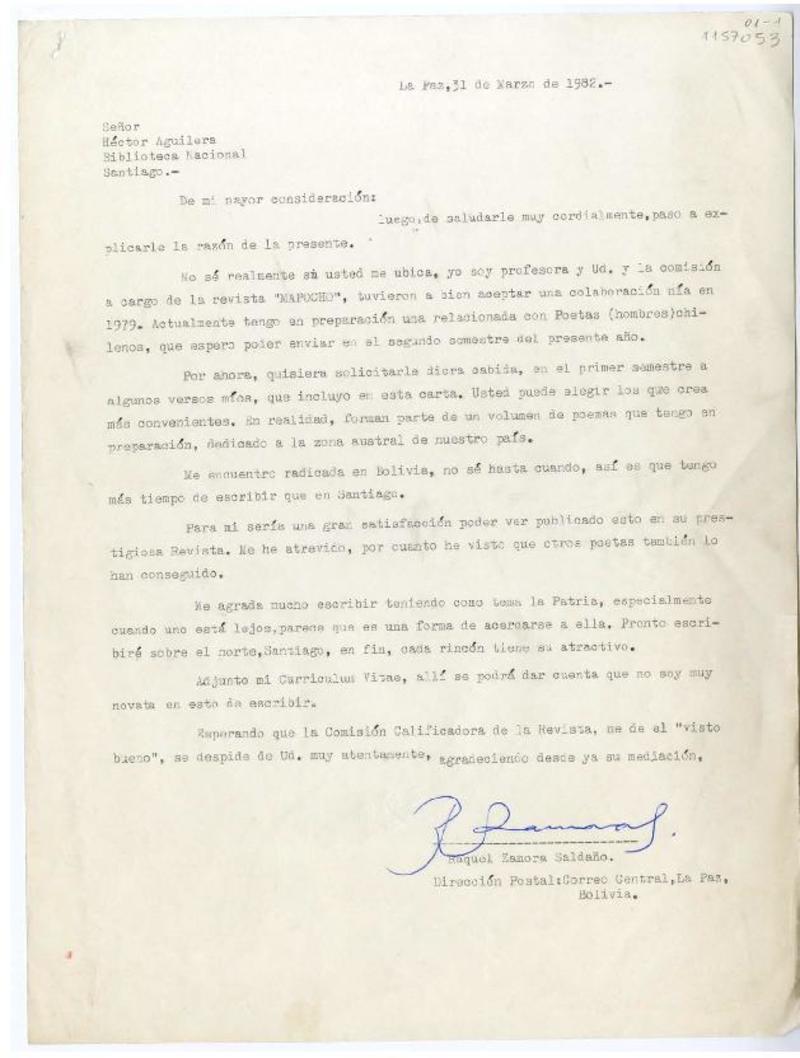 01-1
1157053
La Paz,31 de Marzo de 1982.-
Señor
Héctor Aguilera
Biblioteca Nacional
Santiago.-
De mi mayor consideración:
luego,de saludarle muy cordialmente,paso a ex-
plicarle la razón de la presente.
No sé realmente si usted me ubica, yo soy profesora y Ud. y la comisión
a cargo de la revista "MAPOCHO", tuvieron a bien aceptar una colaboración mía en
1979. Actualmente tengo en preparación una relacionada con Poetas (hombres)chi-
lenos, que espero poder enviar en el segundo semestre del presente año.
Por ahora, quisiera solicitarle diera cabida, en el primer semestre a
algunos versos míos, que incluyo en esta carta. Usted puede elegir los que crea
más convenientes. En realidad, forman parte de un volumen de poemas que tengo en
preparación, dedicado a la zona austral de nuestro país.
Me encuentro radicada en Bolivia, no sé hasta cuando, así es que tengo
más tiempo de escribir que en Santiago.
Para mi sería una gran satisfacción poder ver publicado esto en su pres-
tigiosa Revista. Me he atrevido, por cuanto he visto que otros poetas también lo
han conseguido.
Me agrada mucho escribir teniendo como tema la Patria, especialmente
cuando uno está lejos,parece que es una forma de acercarse a ella. Pronto escri-
biré sobre el norte,Santiago, en fin, cada rincón tiene su atractivo.
Adjunto mi Curriculum Vitae, allí se podrá dar cuenta que no soy muy
novata en esto de escribir.
Esperando que la Comisión Calificadora de la Revista, me de el "visto
bueno", se despide de Ud. muy atentamente, agradeciendo desde ya su mediación,
Raquel Zamora Saldaño.
Dirección Postal:Correo Central,La Paz,
Bolivia.